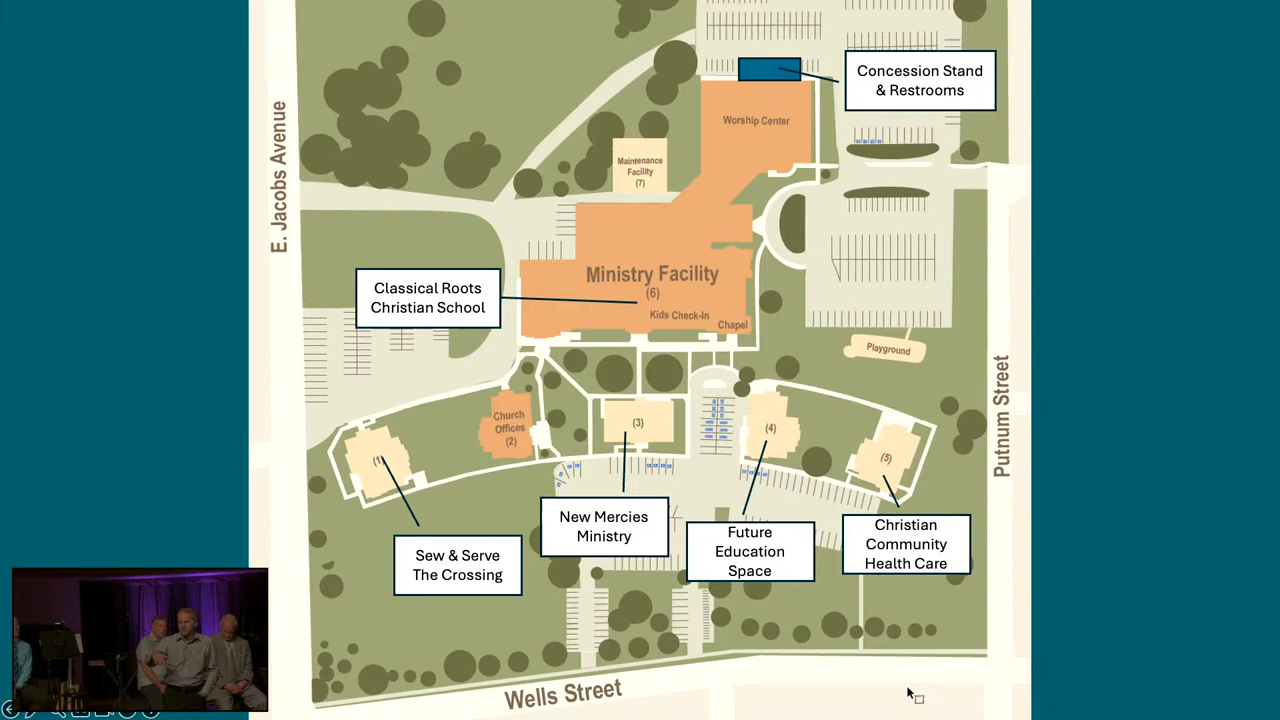 Concession Stand
& Restrooms
Worship Center
E. Jacobs Avenue
Maintenance
Facility
(7)
Ministry Facility
(6)
Classical Roots
Christian School
Kids Check-In
Chapel
Playground
Putnum Street
Church
Offices
(2)
(3)
(4)
(5)
(1)
New Mercies
Ministry
Future
Education
Space
Christian
Community
Health Care
Sew & Serve
The Crossing
Wells Street